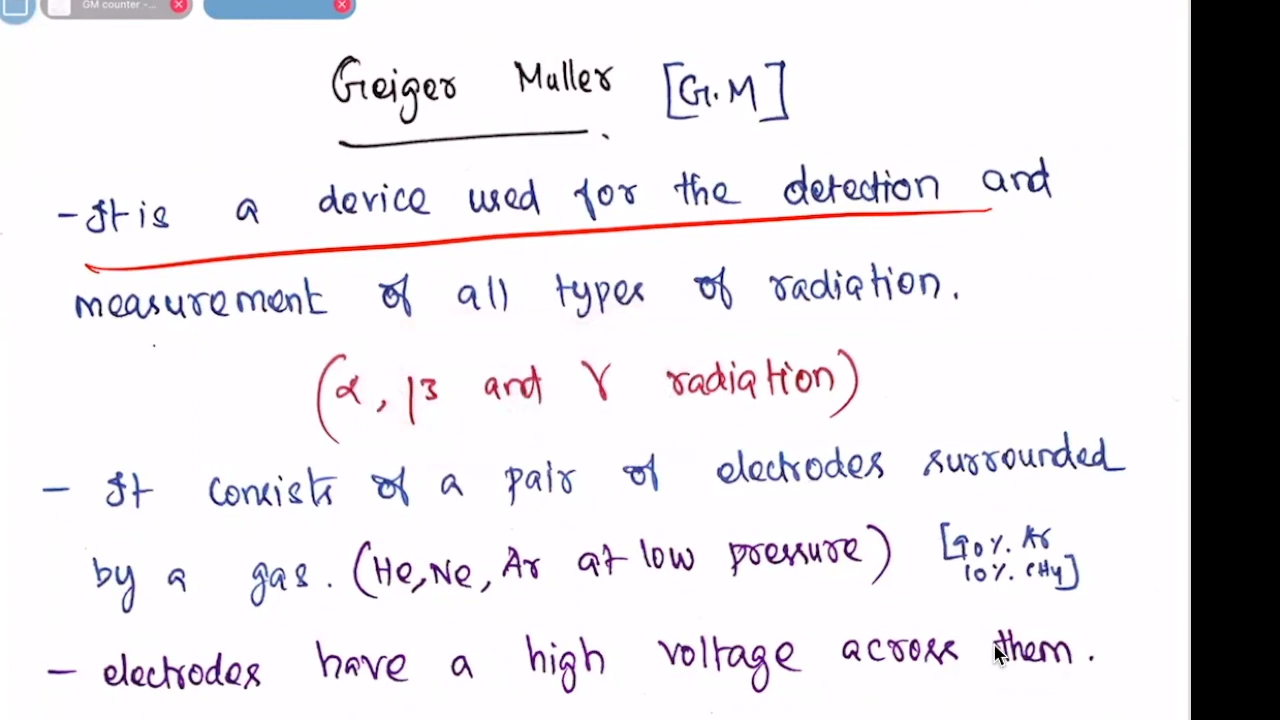 GM counter -...
Geiger Muller [G.M]
- It is a device used for the detection and
measurement of all types of radiation.
(α, β and γ radiation)
- It consists of a pair of electrodes surrounded
by a gas. (He, Ne, Ar at low pressure) [90%. Ar
10%. CH4]
- electrodes have a high voltage across them.